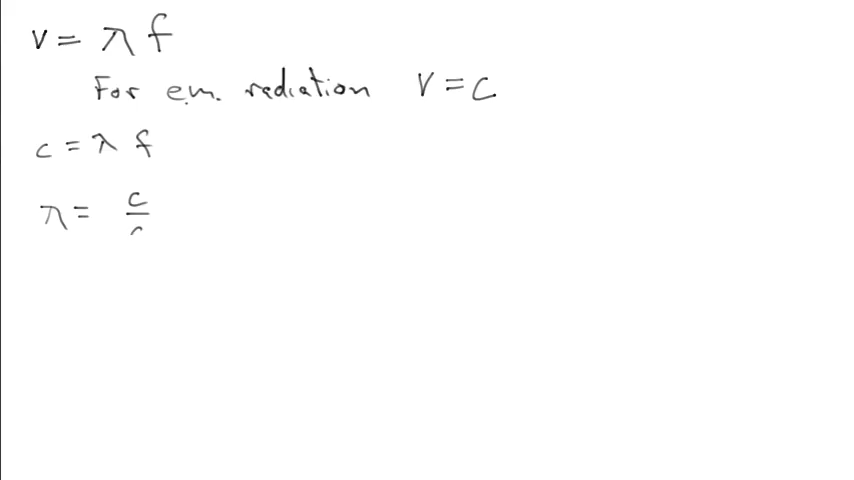 v = λ f
For e.m. radiation v = c
c = λ f
λ = c/